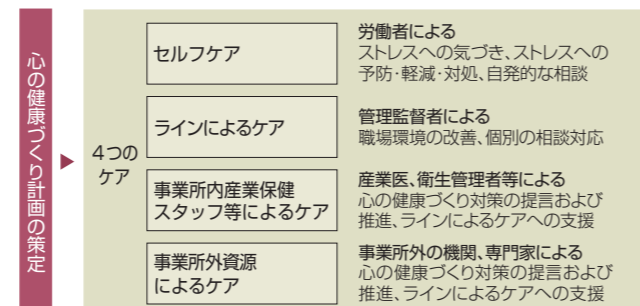 心の健康づくり計画の策定
4つの
ケア
セルフケア
労働者による
ストレスへの気づき、ストレスへの
予防・軽減・対処、自発的な相談
ラインによるケア
管理監督者による
職場環境の改善、個別の相談対応
事業所内産業保健
スタッフ等によるケア
産業医、衛生管理者等による
心の健康づくり対策の提言および
推進、ラインによるケアへの支援
事業所外資源
によるケア
事業所外の機関、専門家による
心の健康づくり対策の提言および
推進、ラインによるケアへの支援